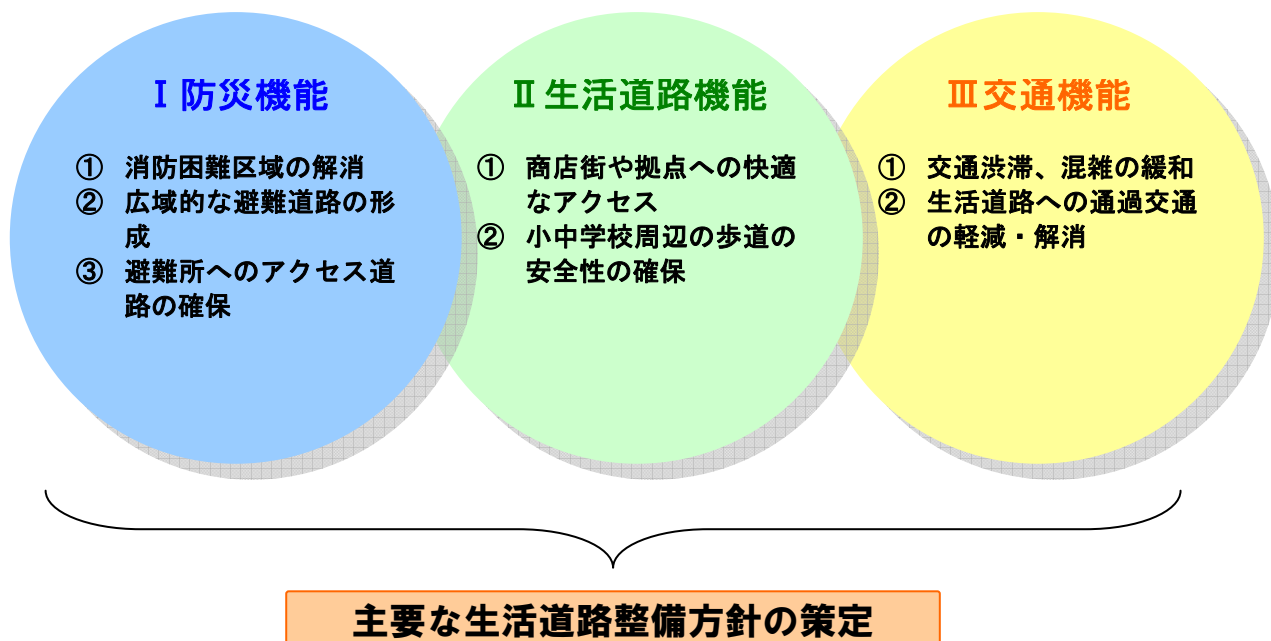 Ⅰ防災機能
① 消防困難区域の解消
② 広域的な避難道路の形
成
③ 避難所へのアクセス道
路の確保
Ⅱ生活道路機能
① 商店街や拠点への快適
なアクセス
② 小中学校周辺の歩道の
安全性の確保
Ⅲ交通機能
① 交通渋滞、混雑の緩和
② 生活道路への通過交通
の軽減・解消
主要な生活道路整備方針の策定